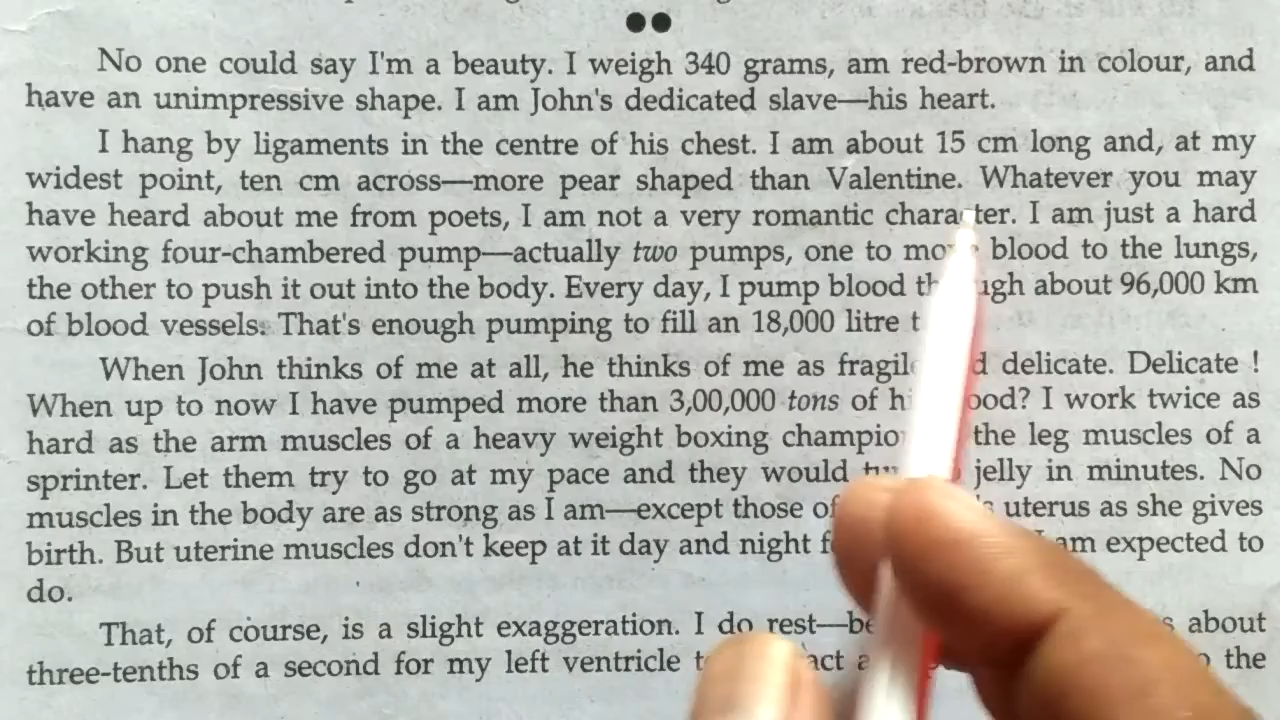 No one could say I'm a beauty. I weigh 340 grams, am red-brown in colour, and
have an unimpressive shape. I am John's dedicated slave—his heart.
I hang by ligaments in the centre of his chest. I am about 15 cm long and, at my
widest point, ten cm across—more pear shaped than Valentine. Whatever you may
have heard about me from poets, I am not a very romantic character. I am just a hard
working four-chambered pump—actually two pumps, one to blood to the lungs,
the other to push it out into the body. Every day, I pump blood about 96,000 km
of blood vessels. That's enough pumping to fill an 18,000 litre
When John thinks of me at all, he thinks of me as delicate. Delicate !
When up to now I have pumped more than 3,00,000 tons of I work twice as
hard as the arm muscles of a heavy weight boxing the leg muscles of a
sprinter. Let them try to go at my pace and they would jelly in minutes. No
muscles in the body are as strong as I am—except those uterus as she gives
birth. But uterine muscles don't keep at it day and night am expected to
do.
That, of course, is a slight exaggeration. I do rest— about
three-tenths of a second for my left ventricle the